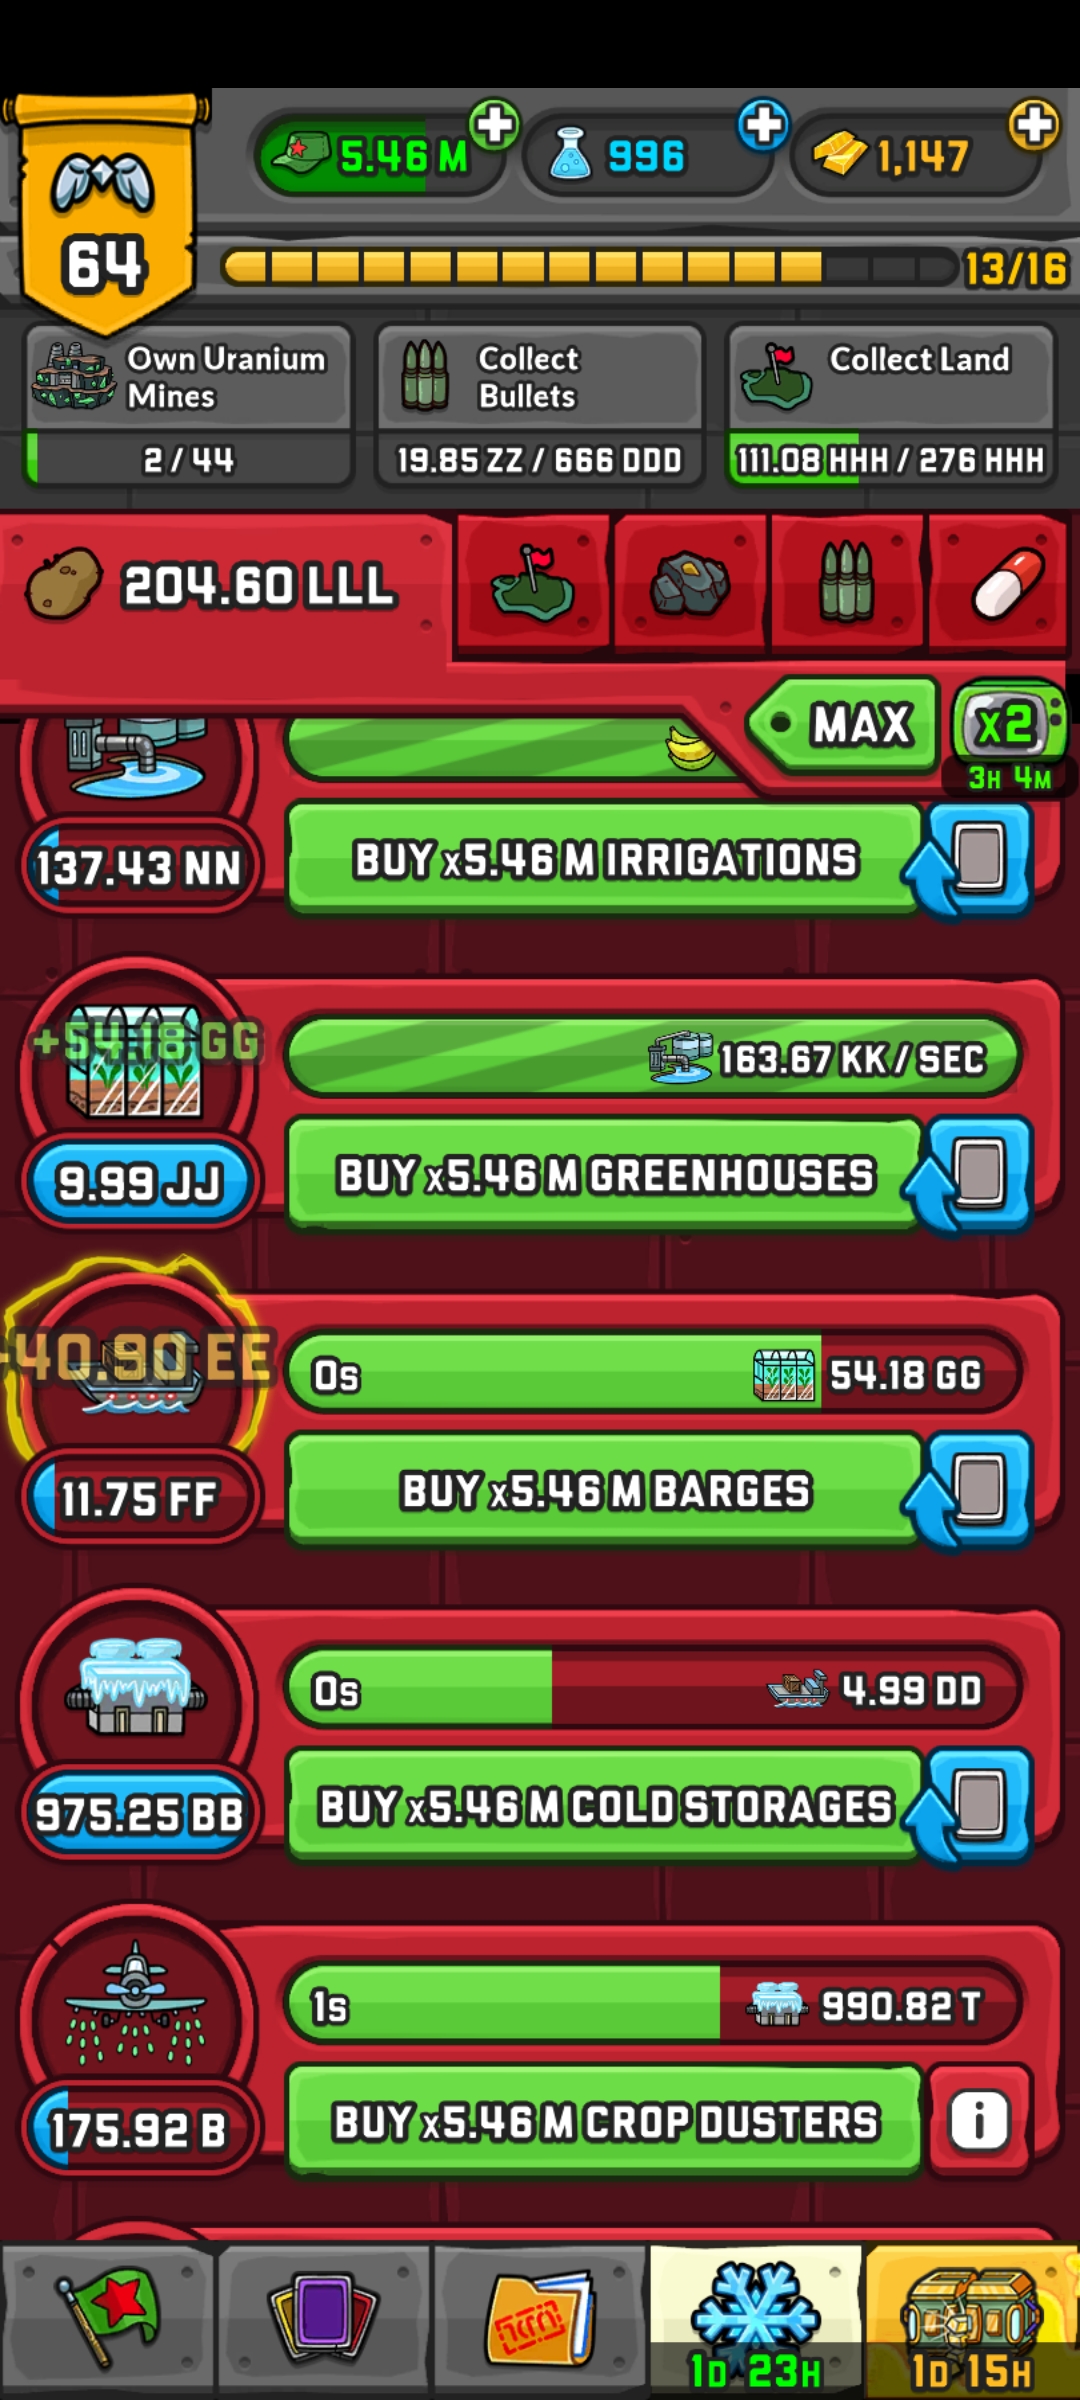 64
5.46 M
996
1,147
13/16
Own Uranium
Mines
2 / 44
Collect
Bullets
19.85 ZZ / 666 DDD
Collect Land
111.08 HHH / 276 HHH
204.60 LLL
MAX
x2
3H 4M
137.43 NN
BUY x5.46 M IRRIGATIONS
+54.18 GG
163.67 KK / SEC
9.99 JJ
BUY x5.46 M GREENHOUSES
40.90 EE
0s
54.18 GG
11.75 FF
BUY x5.46 M BARGES
0s
4.99 DD
975.25 BB
BUY x5.46 M COLD STORAGES
1s
990.82 T
175.92 B
BUY x5.46 M CROP DUSTERS
i
1D 23H
1D 15H